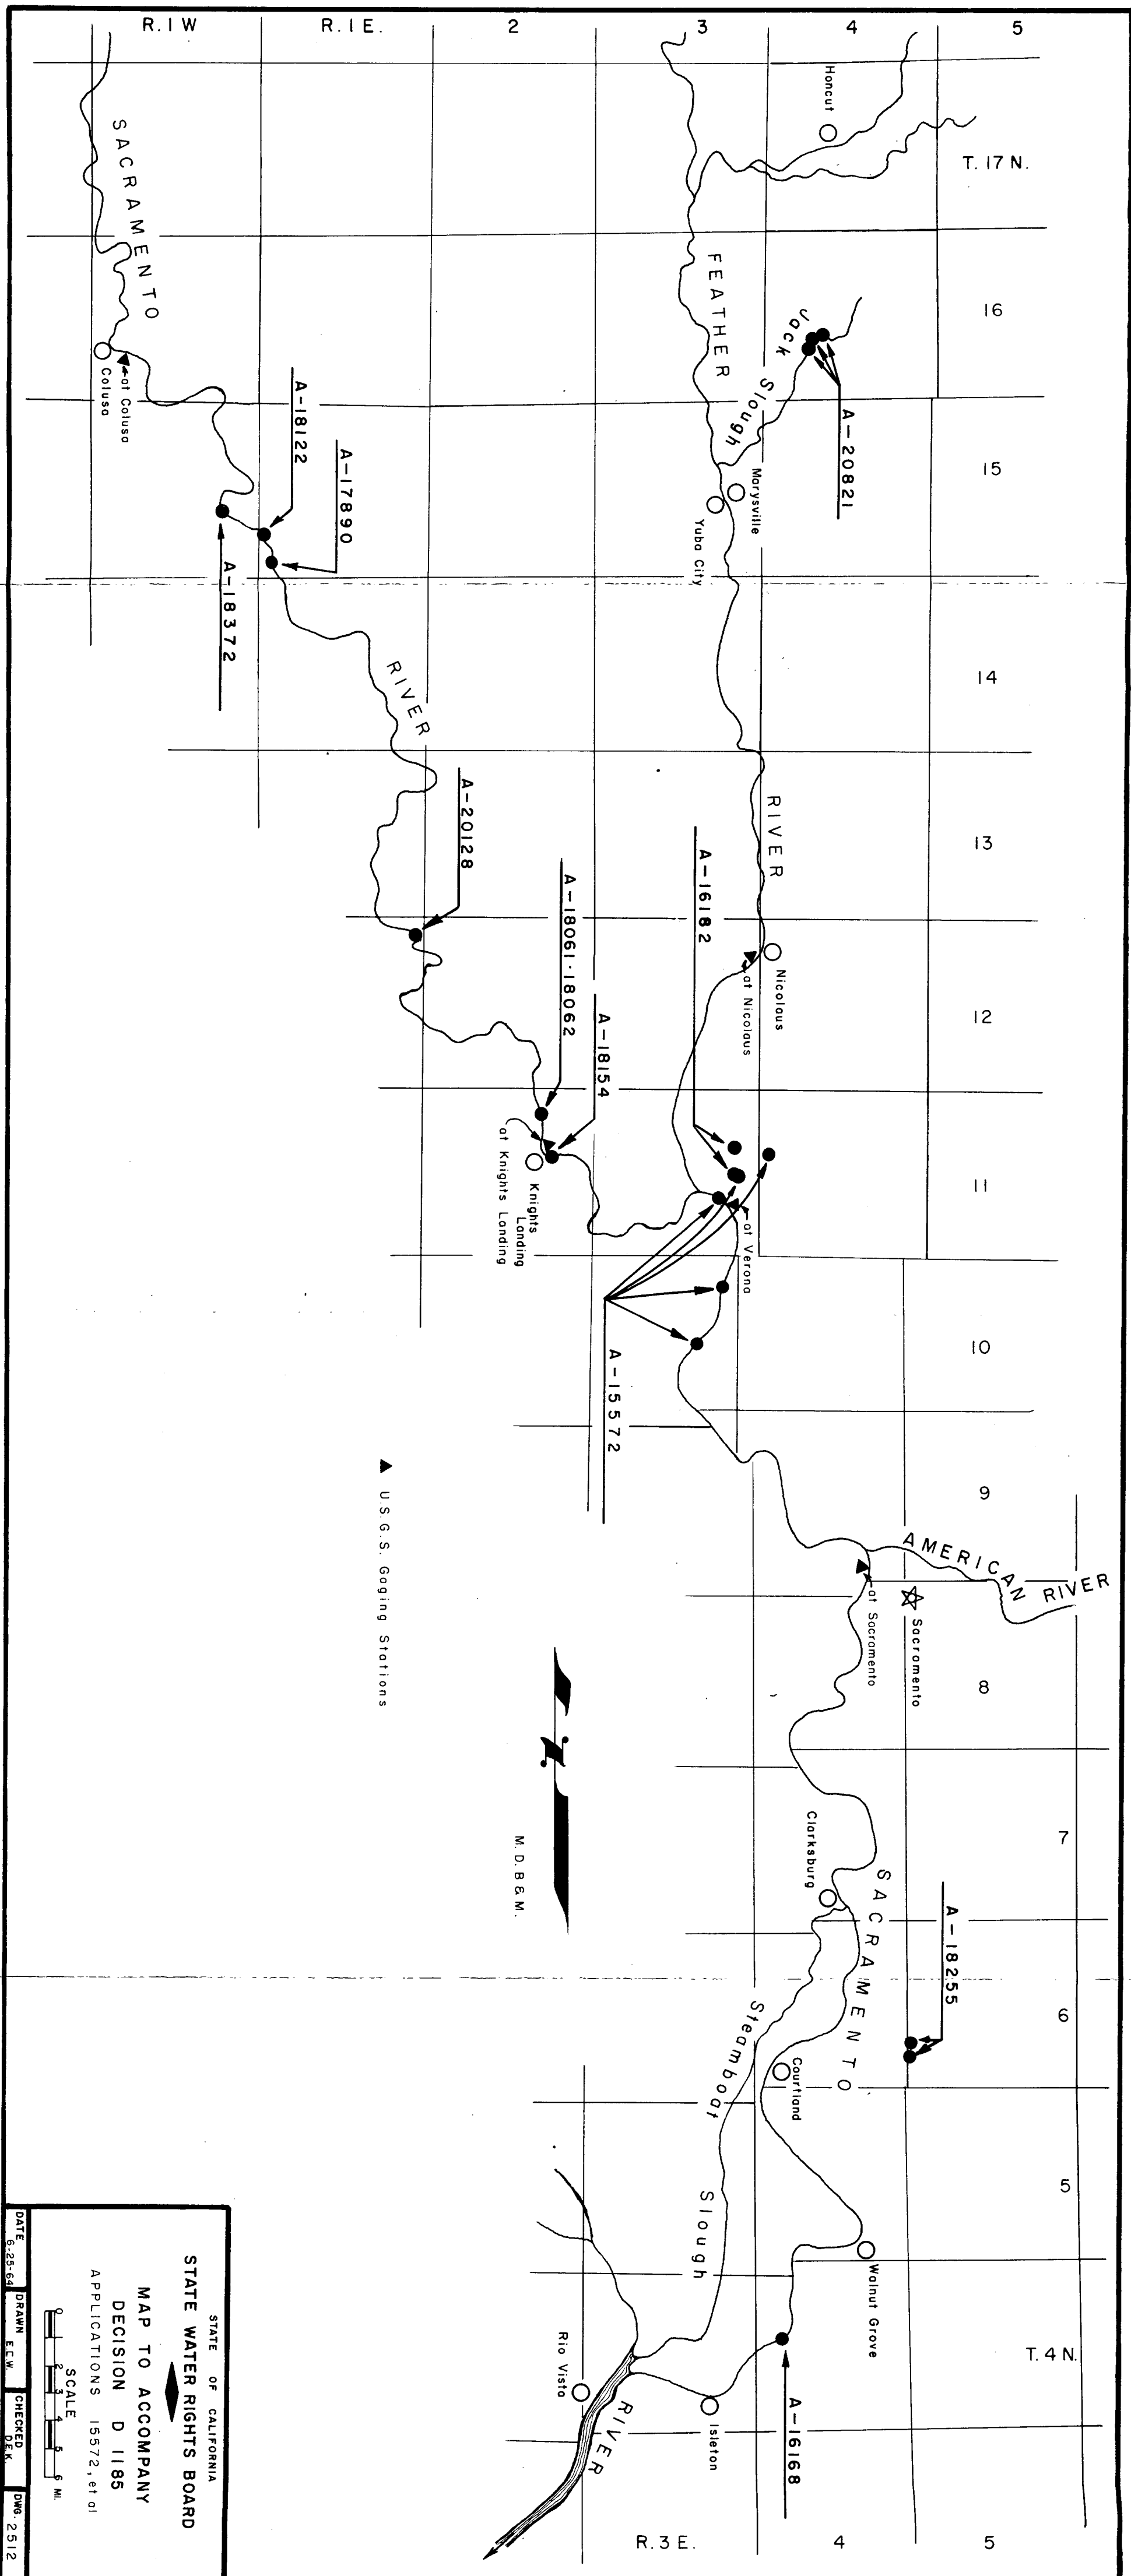 R. 1 W
R. 1 E.
2
3
4
5
Honcut
T. 17 N.
SACRAMENTO
FEATHER
16
Jack Slough
at Colusa
Colusa
A-18122
A-17890
A-20821
15
Marysville
Yuba City
A-18372
RIVER
14
A-20128
RIVER
13
A-18061·18062
A-16182
Nicolaus
at Nicolaus
12
A-18154
at Knights Landing
Knights
Landing
11
at Verona
10
A-15572
9
U.S.G.S. Gaging Stations
AMERICAN RIVER
at Sacramento
Sacramento
8
N
M. D. B & M.
7
Clarksburg
SACRAMENTO
A-18255
6
Steamboat Slough
Courtland
5
Walnut Grove
T. 4 N.
Rio Vista
RIVER
Isleton
A-16168
R. 3 E.
4
5
STATE OF CALIFORNIA
STATE WATER RIGHTS BOARD
MAP TO ACCOMPANY
DECISION D 1185
APPLICATIONS 15572, et al
0 1 2 3 4 5 6 MI.
SCALE
DATE 6-25-64
DRAWN E.C.W.
CHECKED D.E.K.
DWG. 2512